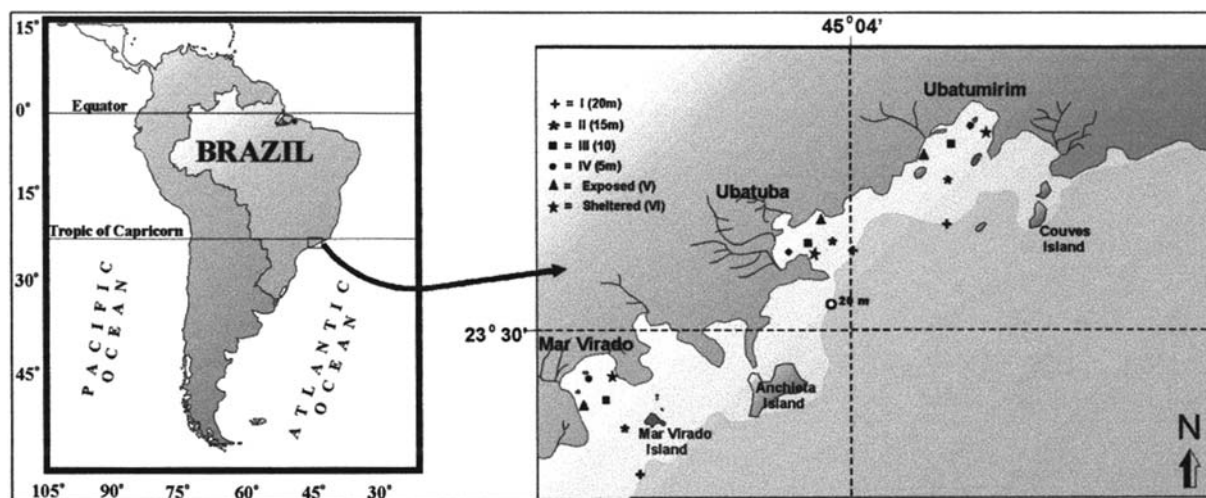 15°
0°
15°
30°
45°
105°
90°
75°
60°
45°
30°
Equator
BRAZIL
Tropic of Capricorn
PACIFIC
OCEAN
ATLANTIC
OCEAN
45° 04'
23° 30'
+ = I (20m)
★ = II (15m)
■ = III (10)
● = IV (5m)
▲ = Exposed (V)
★ = Sheltered (VI)
Ubatumirim
Ubatuba
Mar Virado
Couves
Island
20 m
Anchieta
Island
Mar Virado
Island
N